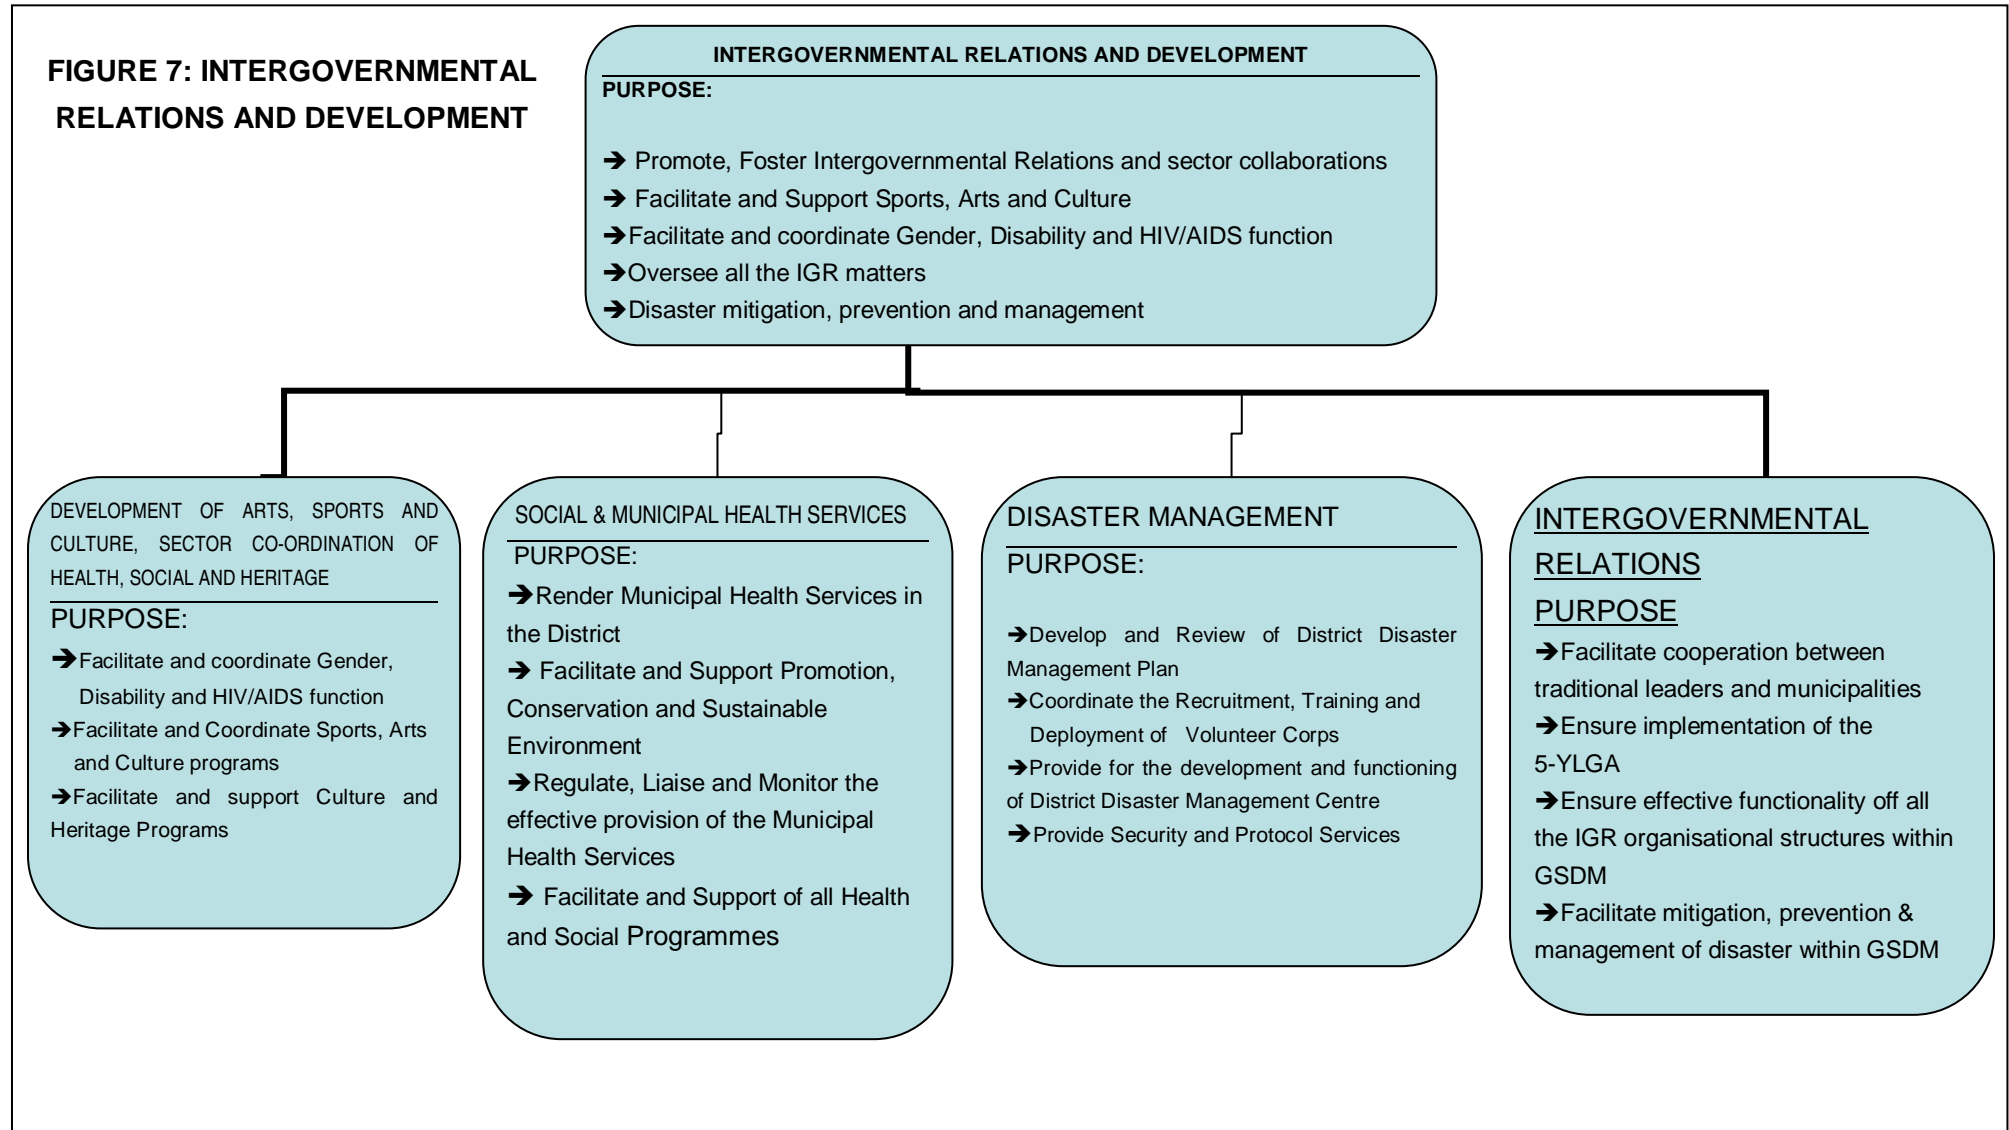 FIGURE 7: INTERGOVERNMENTAL
RELATIONS AND DEVELOPMENT
INTERGOVERNMENTAL RELATIONS AND DEVELOPMENT
PURPOSE:
➔ Promote, Foster Intergovernmental Relations and sector collaborations
➔ Facilitate and Support Sports, Arts and Culture
➔Facilitate and coordinate Gender, Disability and HIV/AIDS function
➔Oversee all the IGR matters
➔Disaster mitigation, prevention and management
DEVELOPMENT OF ARTS, SPORTS AND
CULTURE, SECTOR CO-ORDINATION OF
HEALTH, SOCIAL AND HERITAGE
PURPOSE:
➔Facilitate and coordinate Gender,
Disability and HIV/AIDS function
➔Facilitate and Coordinate Sports, Arts
and Culture programs
➔Facilitate and support Culture and
Heritage Programs
SOCIAL & MUNICIPAL HEALTH SERVICES
PURPOSE:
➔Render Municipal Health Services in
the District
➔ Facilitate and Support Promotion,
Conservation and Sustainable
Environment
➔Regulate, Liaise and Monitor the
effective provision of the Municipal
Health Services
➔ Facilitate and Support of all Health
and Social Programmes
DISASTER MANAGEMENT
PURPOSE:
➔Develop and Review of District Disaster
Management Plan
➔Coordinate the Recruitment, Training and
Deployment of Volunteer Corps
➔Provide for the development and functioning
of District Disaster Management Centre
➔Provide Security and Protocol Services
INTERGOVERNMENTAL
RELATIONS
PURPOSE
➔Facilitate cooperation between
traditional leaders and municipalities
➔Ensure implementation of the
5-YLGA
➔Ensure effective functionality off all
the IGR organisational structures within
GSDM
➔Facilitate mitigation, prevention &
management of disaster within GSDM